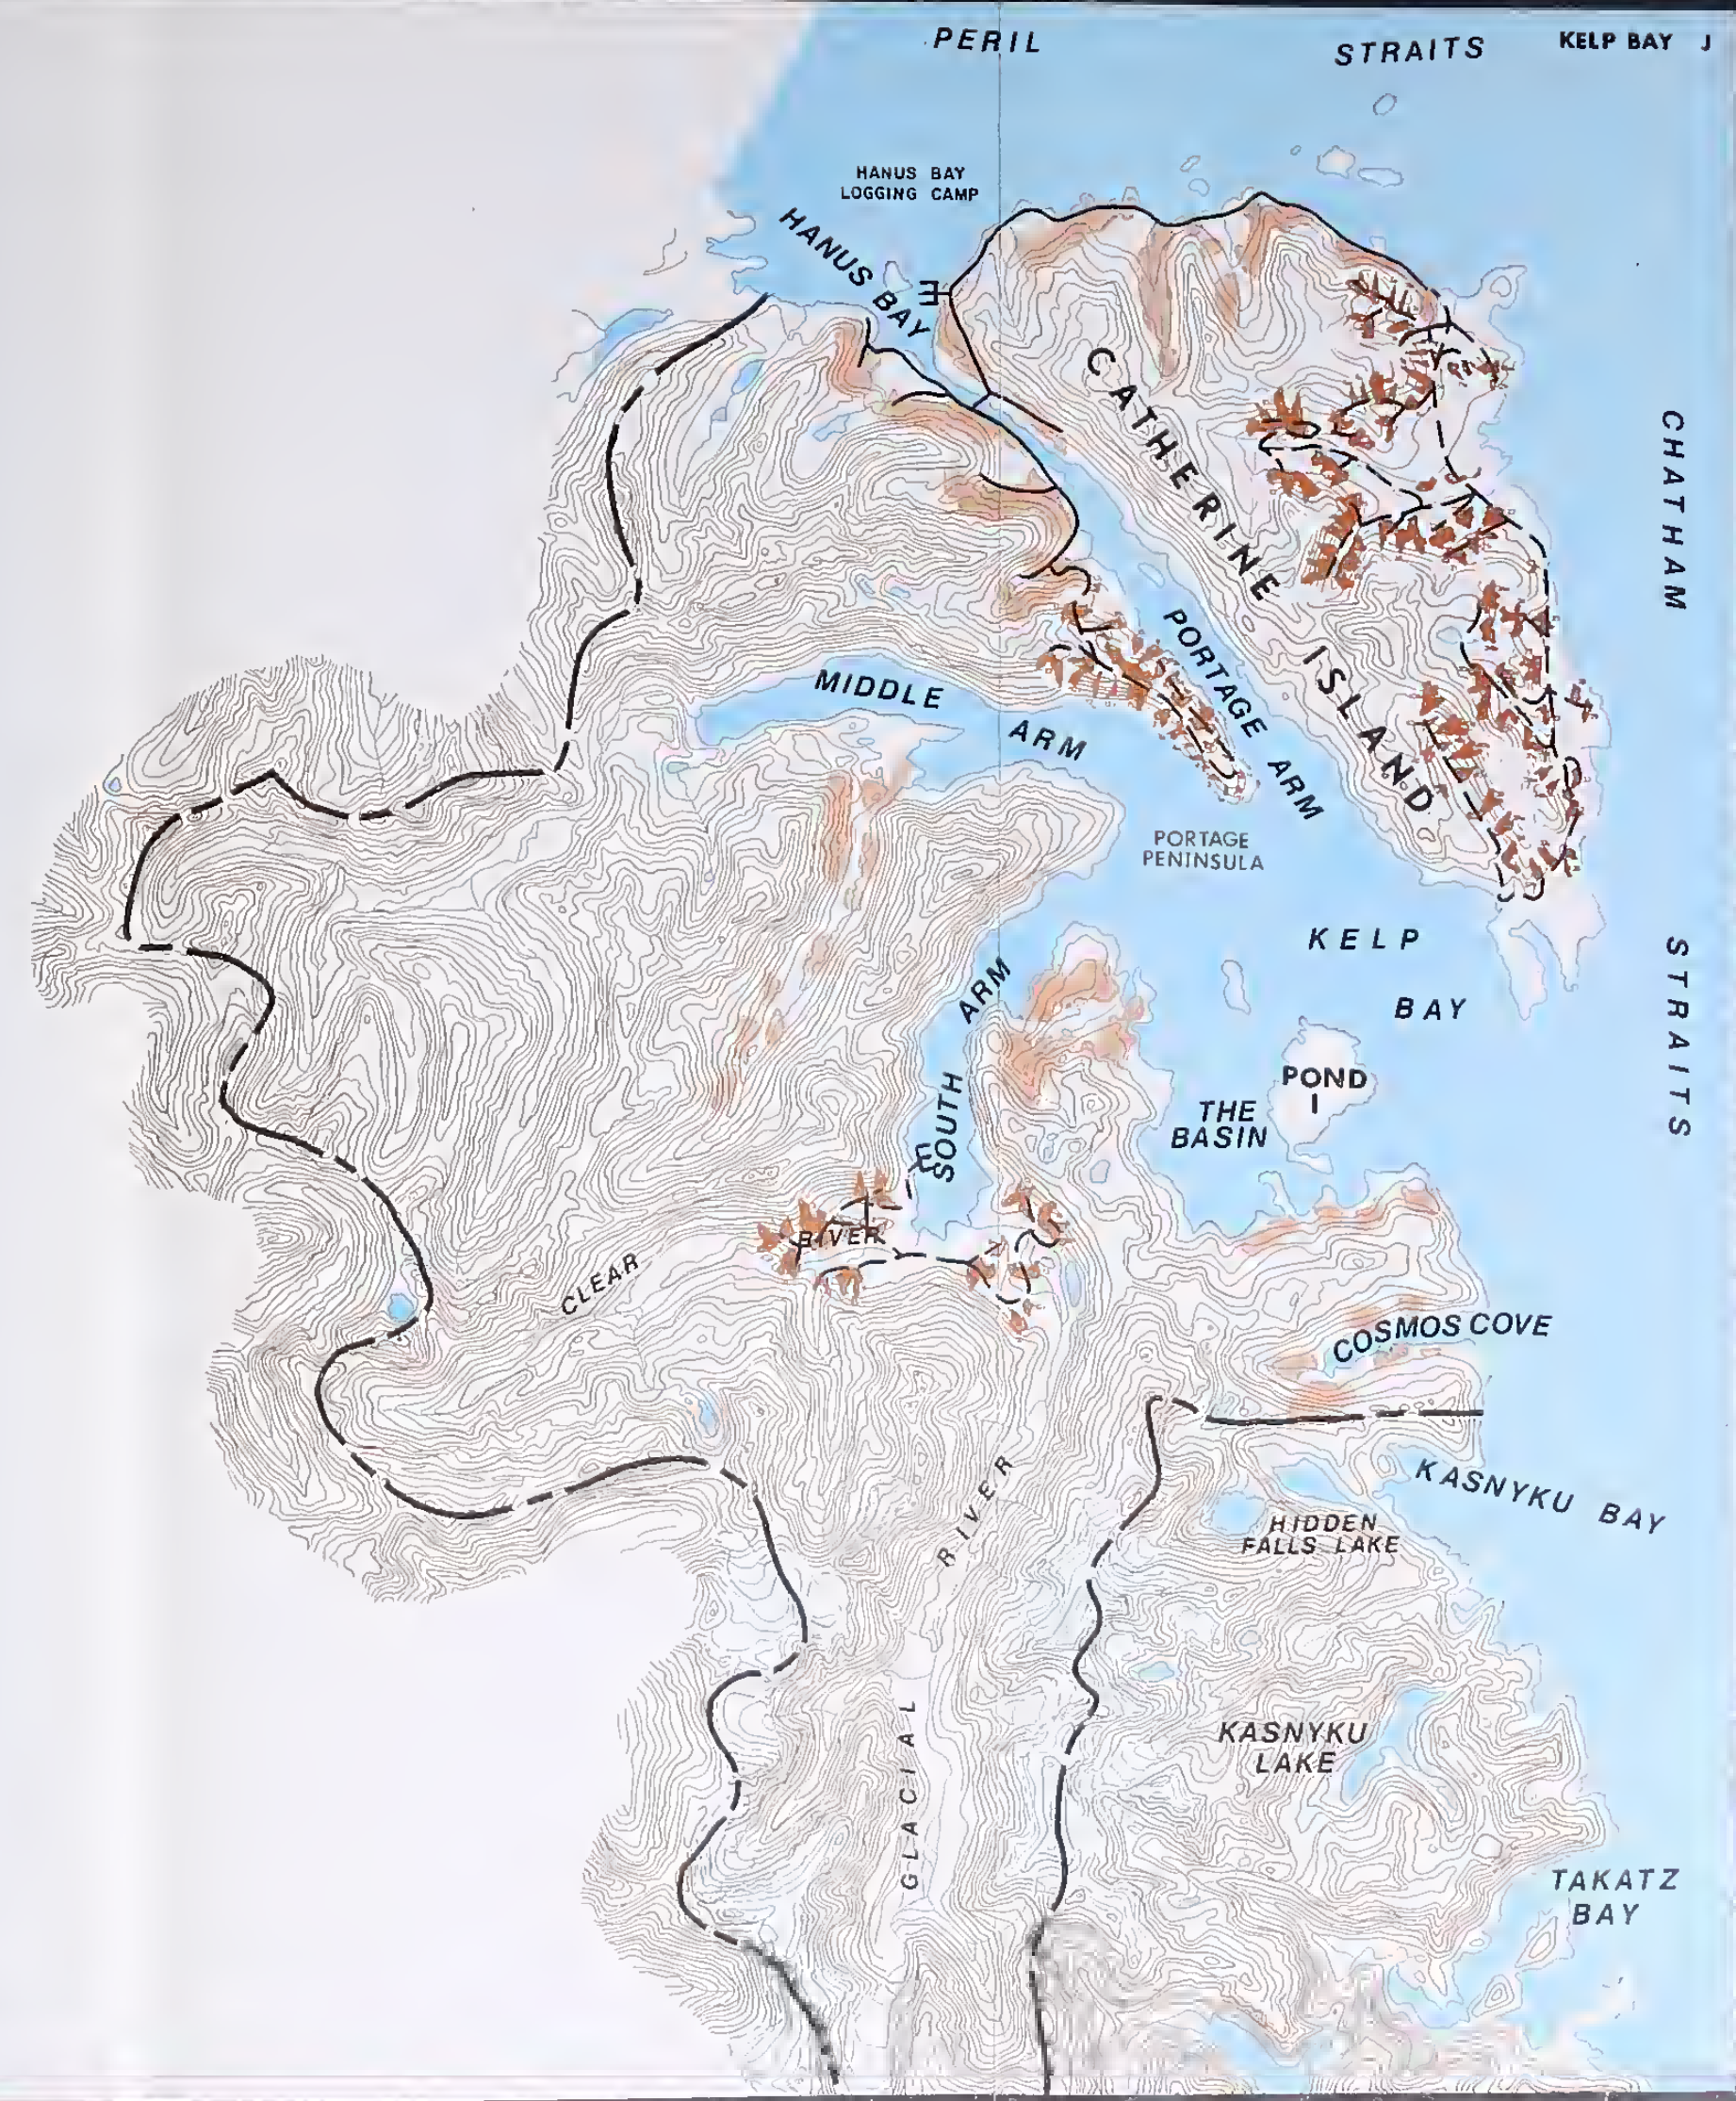 PERIL STRAITS
KELP BAY J
HANUS BAY
LOGGING CAMP
HANUS BAY
CATHERINE ISLAND
CHATHAM STRAITS
PORTAGE ARM
MIDDLE ARM
PORTAGE
PENINSULA
KELP
BAY
SOUTH ARM
POND
I
THE
BASIN
CLEAR RIVER
COSMOS COVE
KASNYKU BAY
HIDDEN
FALLS LAKE
GLACIAL RIVER
KASNYKU
LAKE
TAKATZ
BAY